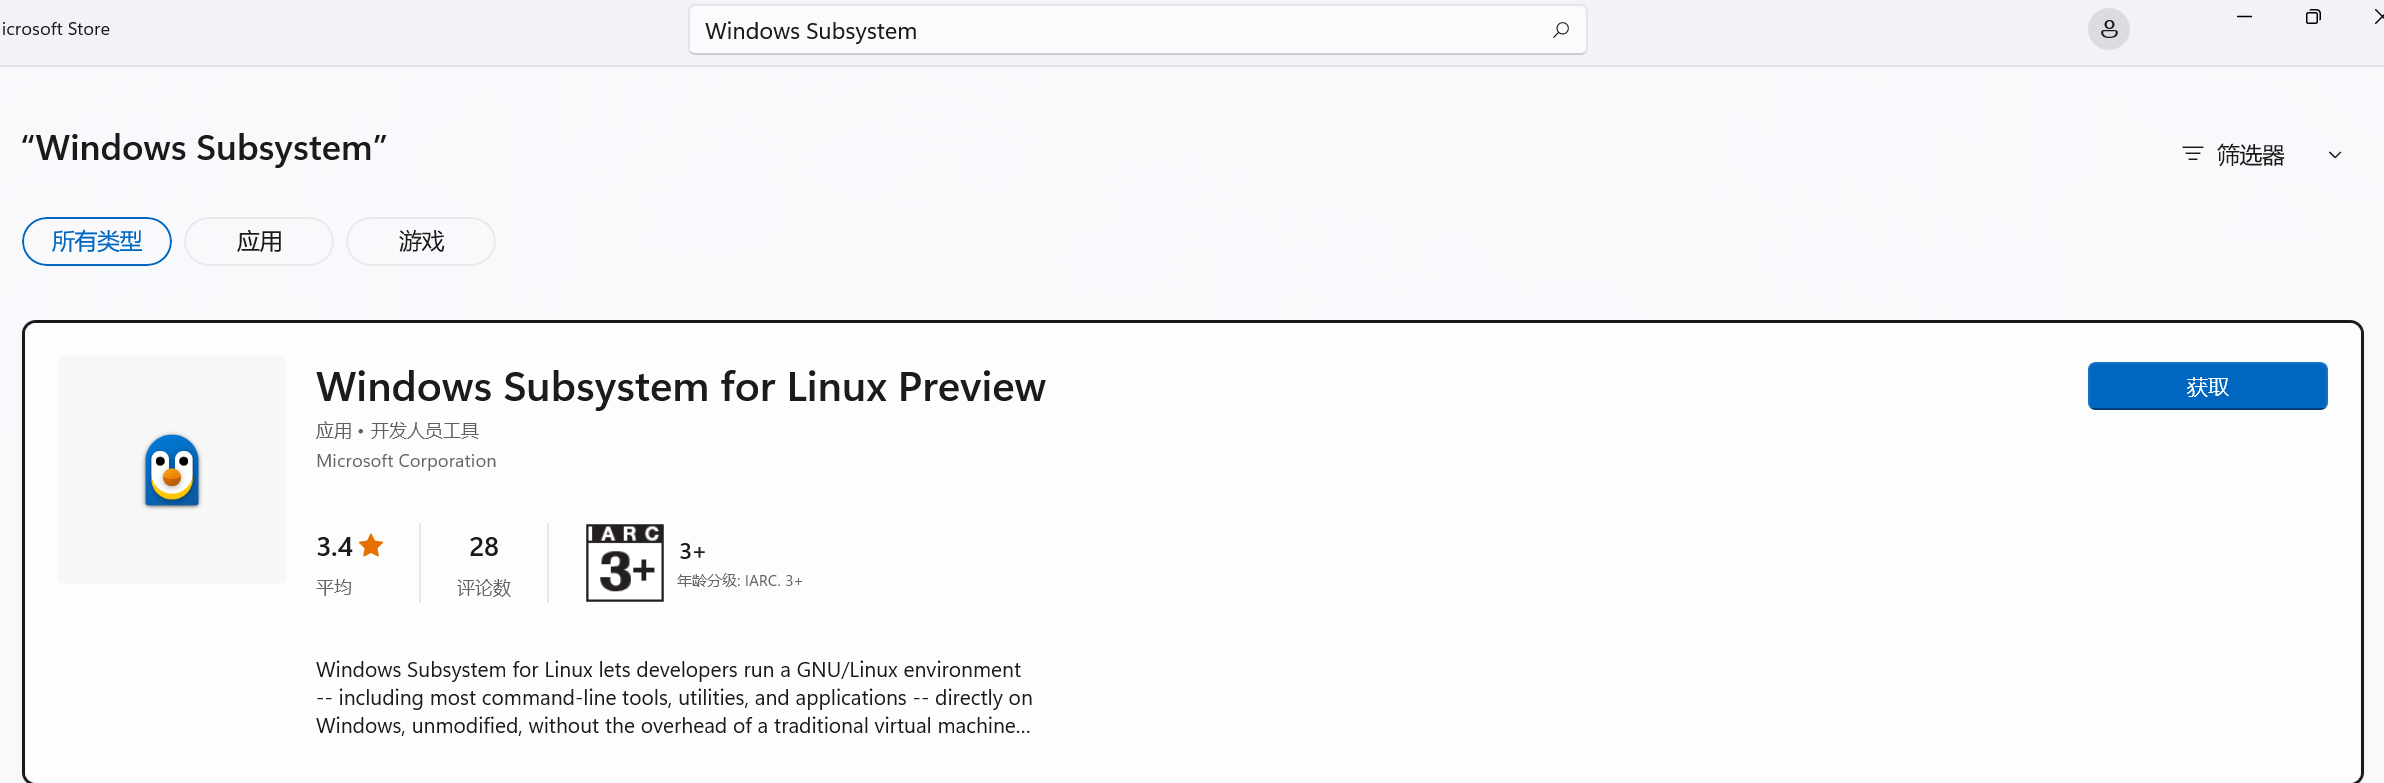 icrosoft Store
Windows Subsystem
“Windows Subsystem”
筛选器
所有类型
应用
游戏
Windows Subsystem for Linux Preview
获取
应用 • 开发人员工具
Microsoft Corporation
3.4
28
IARC
3+
3+
平均
评论数
年龄分级: IARC. 3+
Windows Subsystem for Linux lets developers run a GNU/Linux environment
-- including most command-line tools, utilities, and applications -- directly on
Windows, unmodified, without the overhead of a traditional virtual machine...